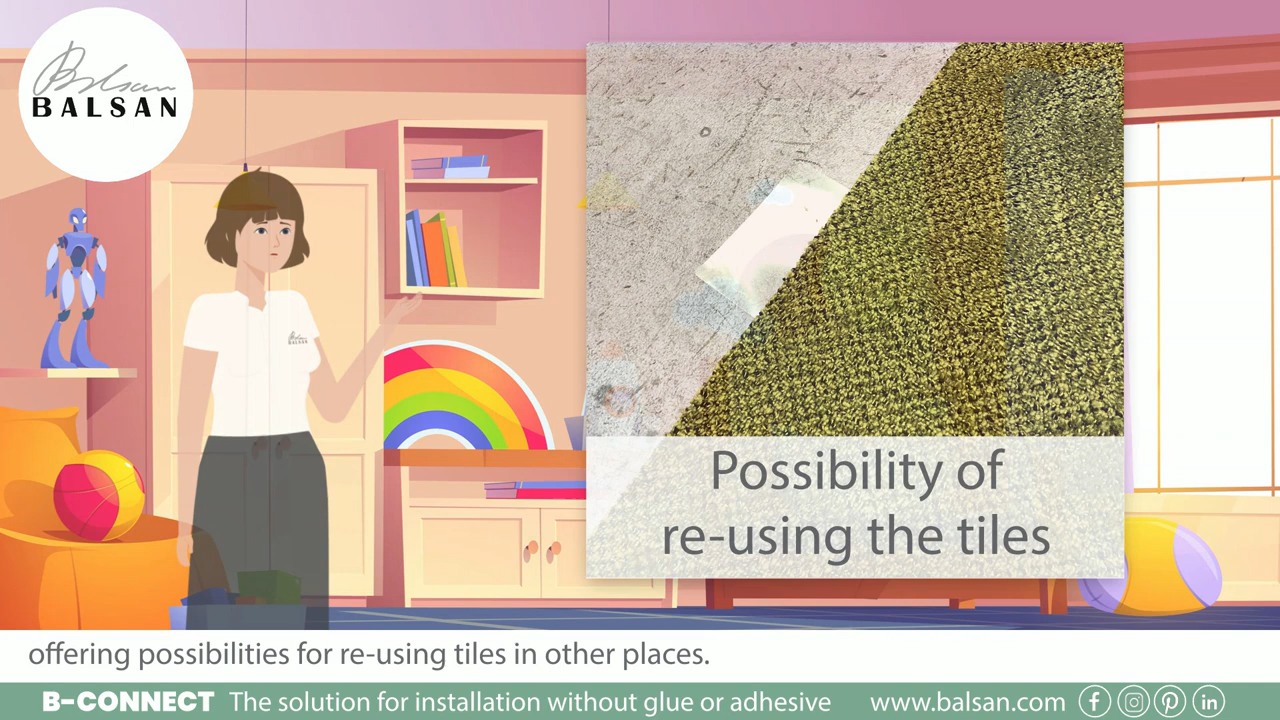 Balsan
BALSAN
Possibility of
re-using the tiles
offering possibilities for re-using tiles in other places.
B-CONNECT The solution for installation without glue or adhesive www.balsan.com